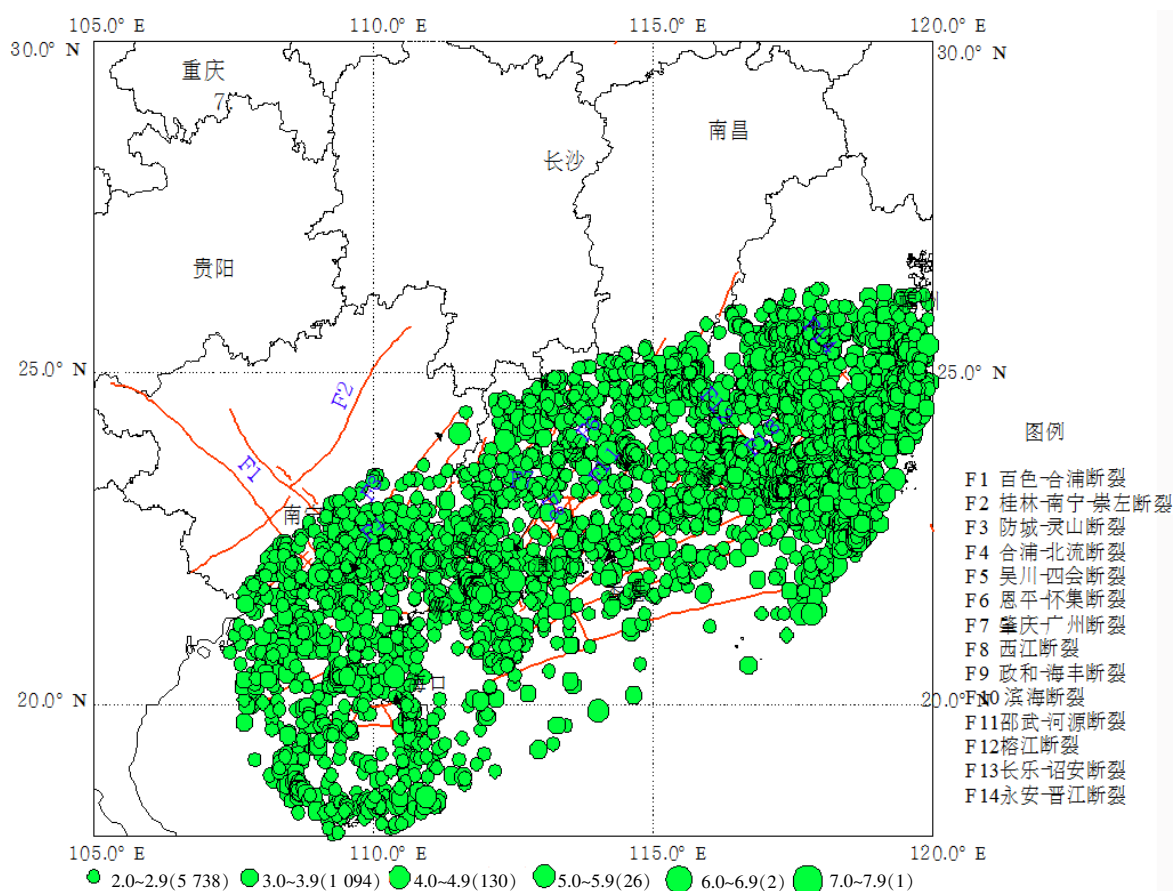 105.0° E 110.0° E 115.0° E 120.0° E
30.0° N 30.0° N
重庆
7
南昌
长沙
贵阳
25.0° N 25.0° N
F2
F1
图例
F1 百色-合浦断裂
F2 桂林-南宁-崇左断裂
F3 防城-灵山断裂
F4 合浦-北流断裂
F5 吴川-四会断裂
F6 恩平-怀集断裂
F7 肇庆-广州断裂
F8 西江断裂
F9 政和-海丰断裂
F10 滨海断裂
F11邵武-河源断裂
F12榕江断裂
F13长乐-诏安断裂
F14永安-晋江断裂
南
海口
20.0° N 20.0° N
105.0° E 110.0° E 115.0° E 120.0° E
2.0~2.9(5 738) 3.0~3.9(1 094) 4.0~4.9(130) 5.0~5.9(26) 6.0~6.9(2) 7.0~7.9(1)